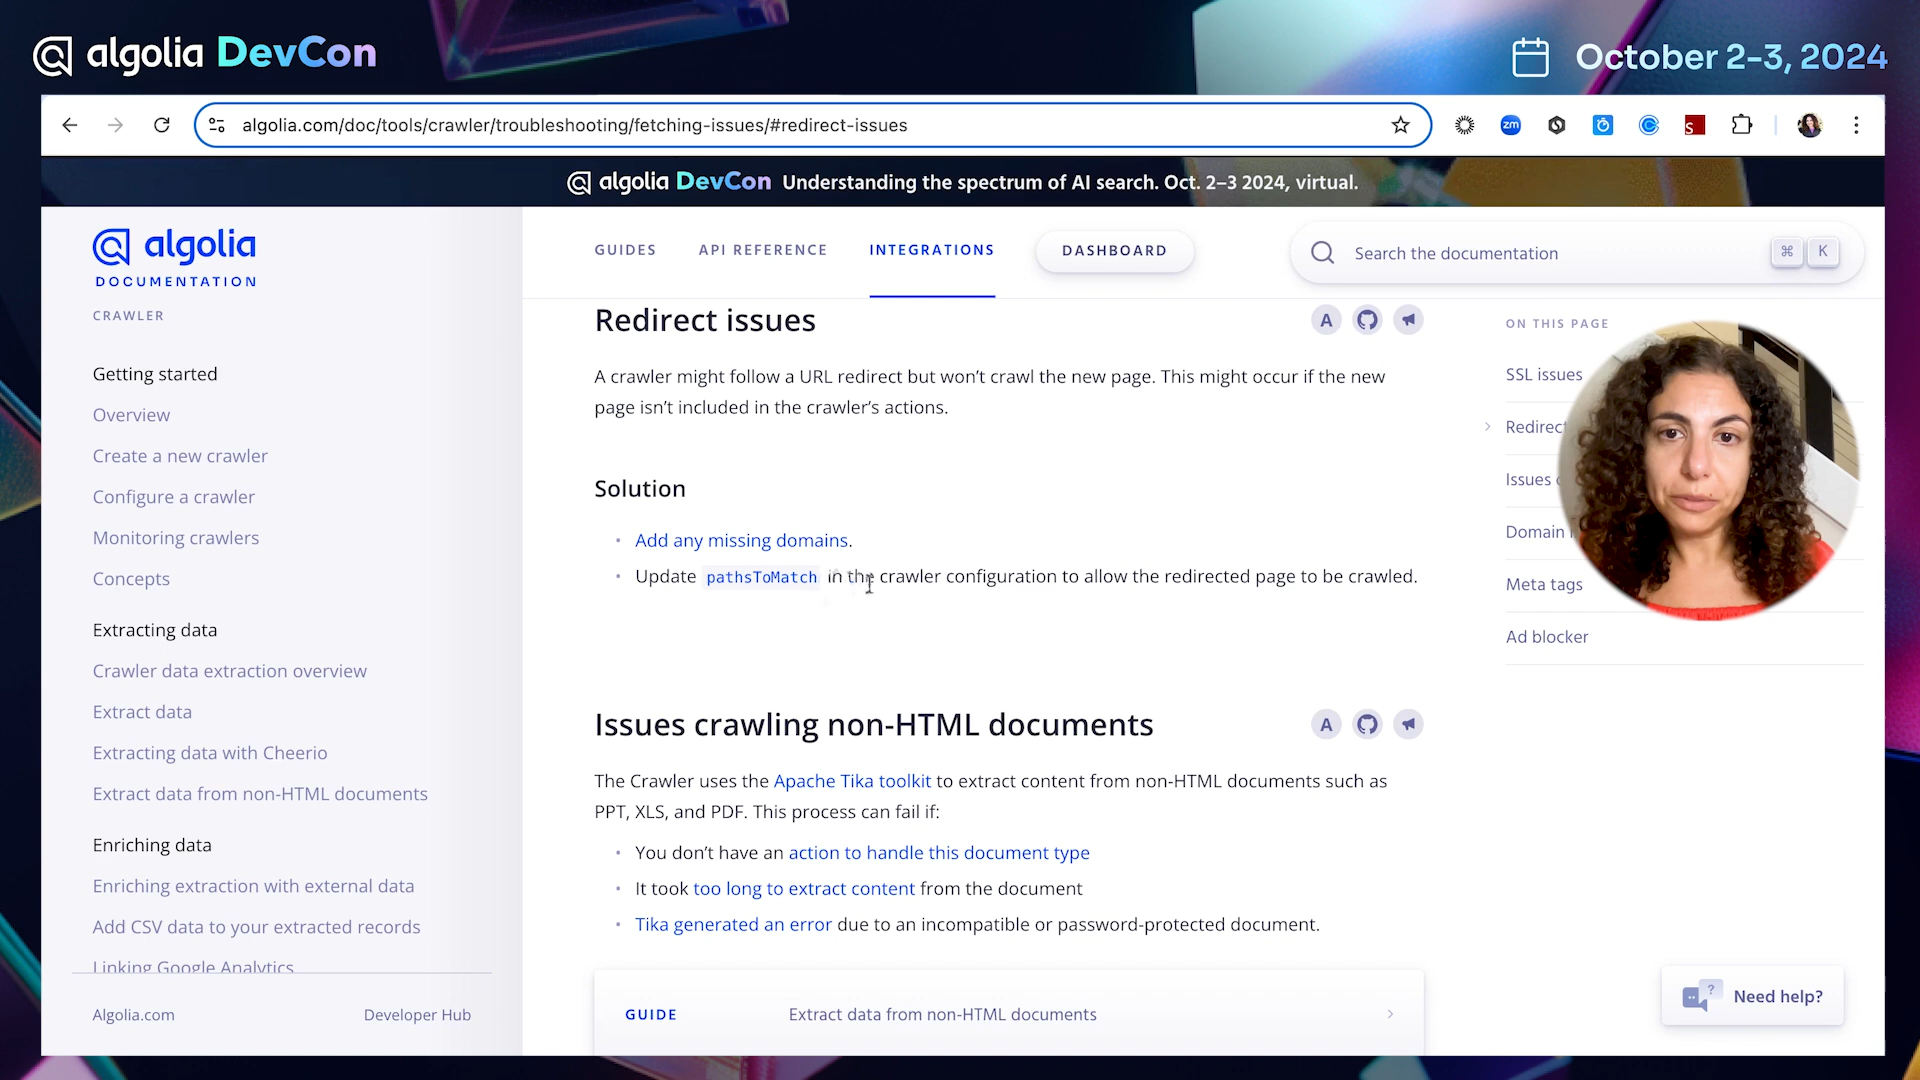 algolia DevCon
October 2-3, 2024
algolia.com/doc/tools/crawler/troubleshooting/fetching-issues/#redirect-issues
zm
algolia DevCon Understanding the spectrum of AI search. Oct. 2–3 2024, virtual.
algolia
DOCUMENTATION
CRAWLER
Getting started
Overview
Create a new crawler
Configure a crawler
Monitoring crawlers
Concepts
Extracting data
Crawler data extraction overview
Extract data
Extracting data with Cheerio
Extract data from non-HTML documents
Enriching data
Enriching extraction with external data
Add CSV data to your extracted records
Linking Google Analytics
Algolia.com
Developer Hub
GUIDES
API REFERENCE
INTEGRATIONS
DASHBOARD
Search the documentation
⌘ K
Redirect issues
A
A crawler might follow a URL redirect but won’t crawl the new page. This might occur if the new
page isn’t included in the crawler’s actions.
Solution
• Add any missing domains.
• Update pathsToMatch in the crawler configuration to allow the redirected page to be crawled.
Issues crawling non-HTML documents
A
The Crawler uses the Apache Tika toolkit to extract content from non-HTML documents such as
PPT, XLS, and PDF. This process can fail if:
• You don’t have an action to handle this document type
• It took too long to extract content from the document
• Tika generated an error due to an incompatible or password-protected document.
GUIDE
Extract data from non-HTML documents
ON THIS PAGE
SSL issues
Redirect
Issues
Domain
Meta tags
Ad blocker
Need help?